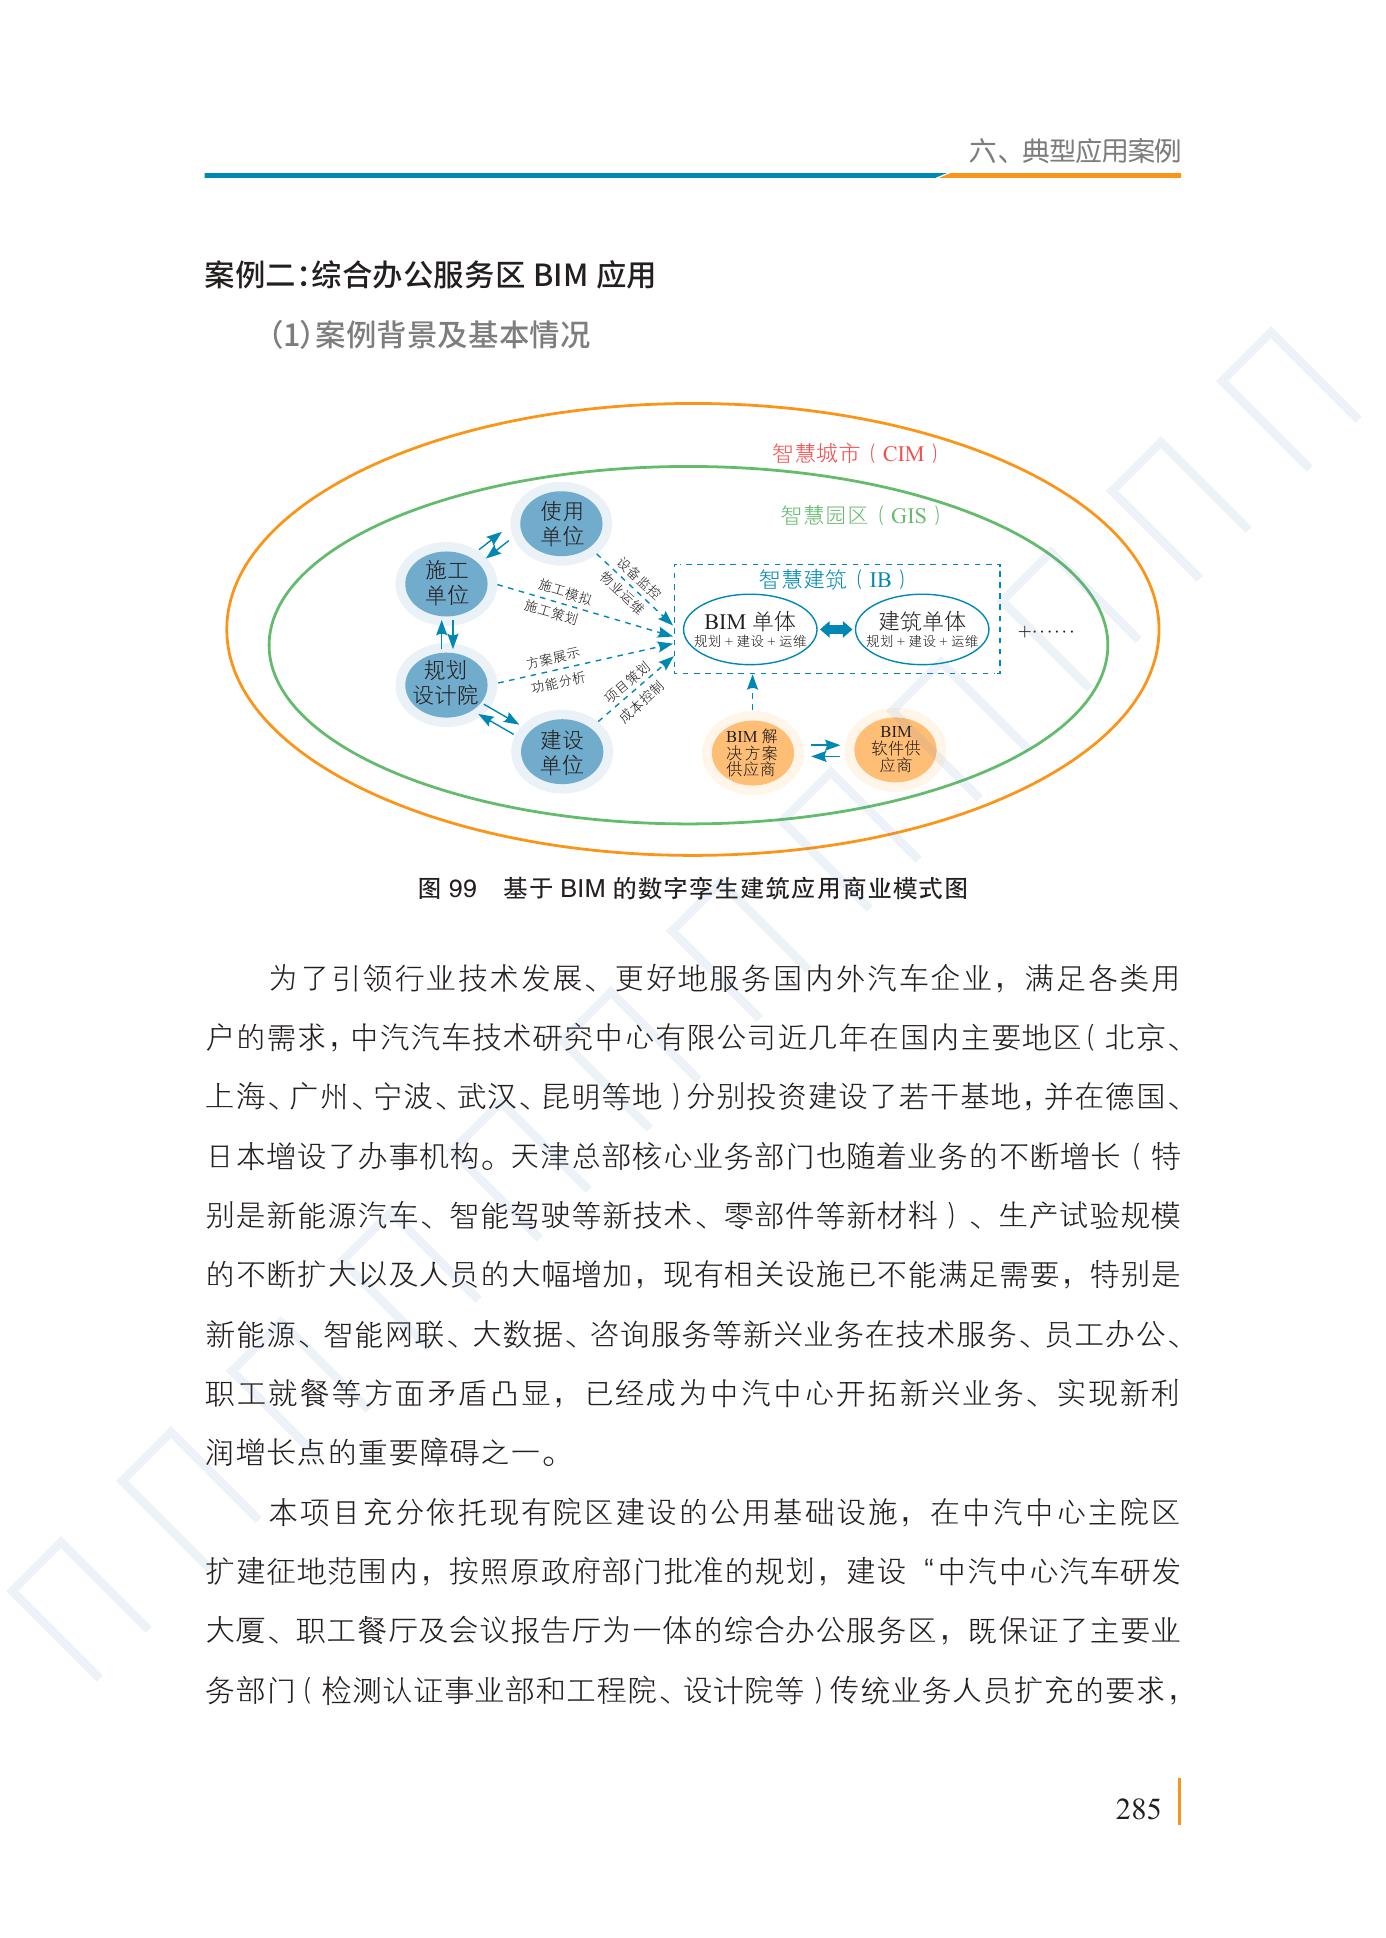 六、典型应用案例
案例二：综合办公服务区 BIM 应用
（1）案例背景及基本情况
智慧城市（CIM）
智慧园区（GIS）
使用
单位
施工
单位
规划
设计院
建设
单位
设备监控
物业运维
施工模拟
施工策划
方案展示
功能分析
项目策划
成本控制
智慧建筑（IB）
BIM 单体
规划 + 建设 + 运维
建筑单体
规划 + 建设 + 运维
+······
BIM 解
决方案
供应商
BIM
软件供
应商
图 99　基于 BIM 的数字孪生建筑应用商业模式图
为了引领行业技术发展、更好地服务国内外汽车企业，满足各类用
户的需求，中汽汽车技术研究中心有限公司近几年在国内主要地区（北京、
上海、广州、宁波、武汉、昆明等地）分别投资建设了若干基地，并在德国、
日本增设了办事机构。天津总部核心业务部门也随着业务的不断增长（特
别是新能源汽车、智能驾驶等新技术、零部件等新材料）、生产试验规模
的不断扩大以及人员的大幅增加，现有相关设施已不能满足需要，特别是
新能源、智能网联、大数据、咨询服务等新兴业务在技术服务、员工办公、
职工就餐等方面矛盾凸显，已经成为中汽中心开拓新兴业务、实现新利
润增长点的重要障碍之一。
本项目充分依托现有院区建设的公用基础设施，在中汽中心主院区
扩建征地范围内，按照原政府部门批准的规划，建设“中汽中心汽车研发
大厦、职工餐厅及会议报告厅为一体的综合办公服务区，既保证了主要业
务部门（检测认证事业部和工程院、设计院等）传统业务人员扩充的要求，
285